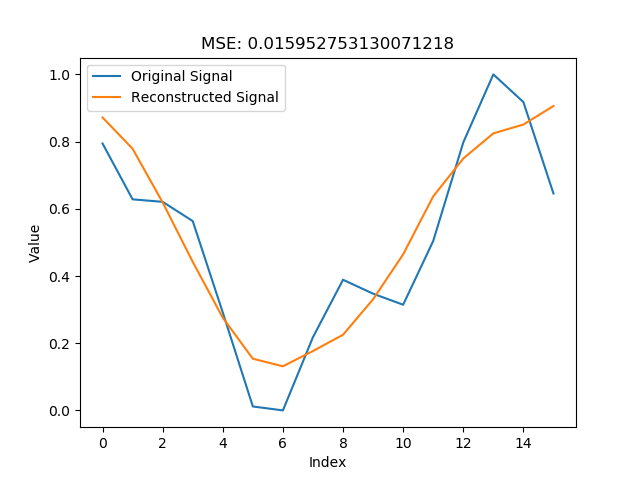 MSE: 0.015952753130071218
Original Signal
Reconstructed Signal
Value
1.0
0.8
0.6
0.4
0.2
0.0
0 2 4 6 8 10 12 14
Index